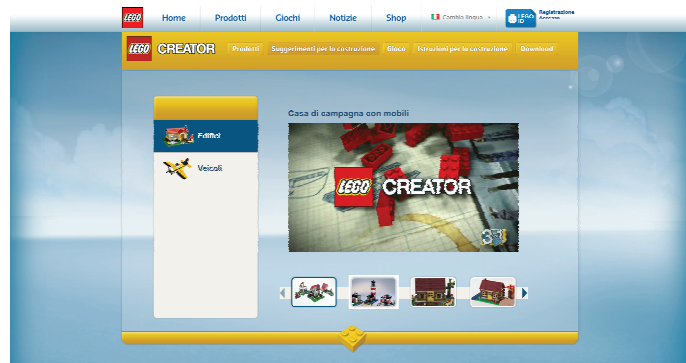 LEGO
Home
Prodotti
Giochi
Notizie
Shop
Cambia lingua
LEGO ID
Registrazione
Accesso
LEGO CREATOR
Prodotti
Suggerimenti per la costruzione
Gioco
Istruzioni per la costruzione
Download
Edifici
Veicoli
Casa di campagna con mobili
LEGO CREATOR
3